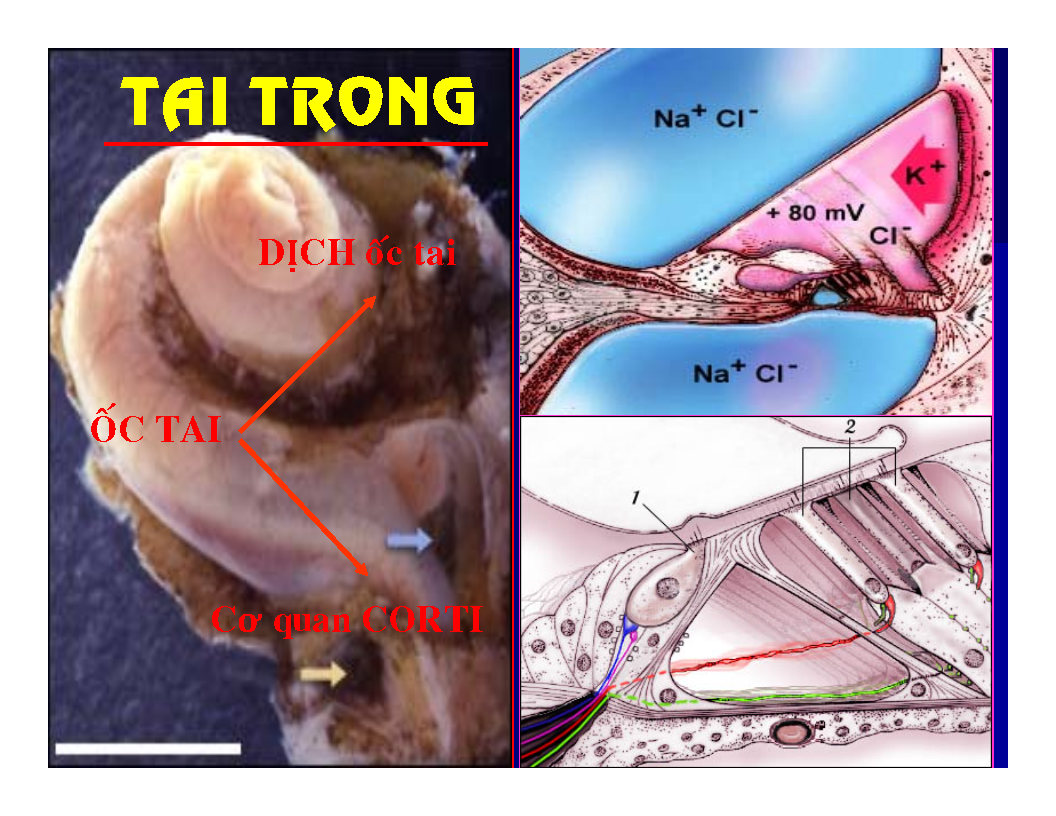 TAI TRONG
DỊCH ốc tai
ỐC TAI
Cơ quan CORTI
Na+ Cl-
K+
+ 80 mV
Cl-
Na+ Cl-
2
1